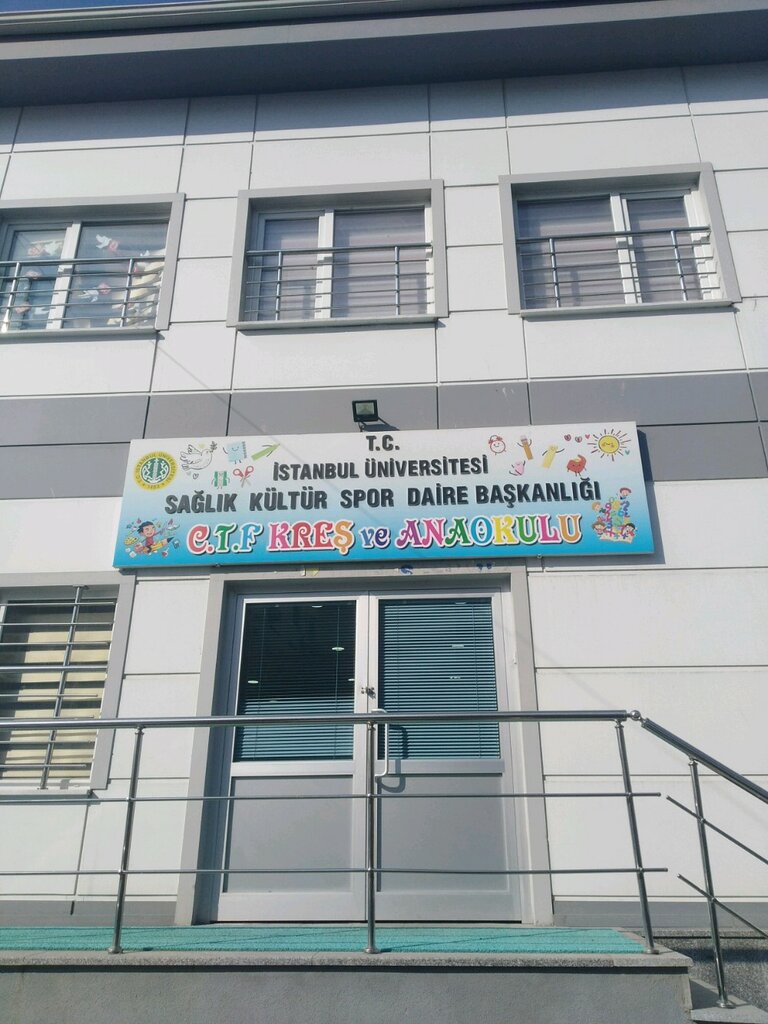 T.C.
İSTANBUL ÜNİVERSİTESİ
SAĞLIK KÜLTÜR SPOR DAİRE BAŞKANLIĞI
C.T.F KREŞ ve ANAOKULU